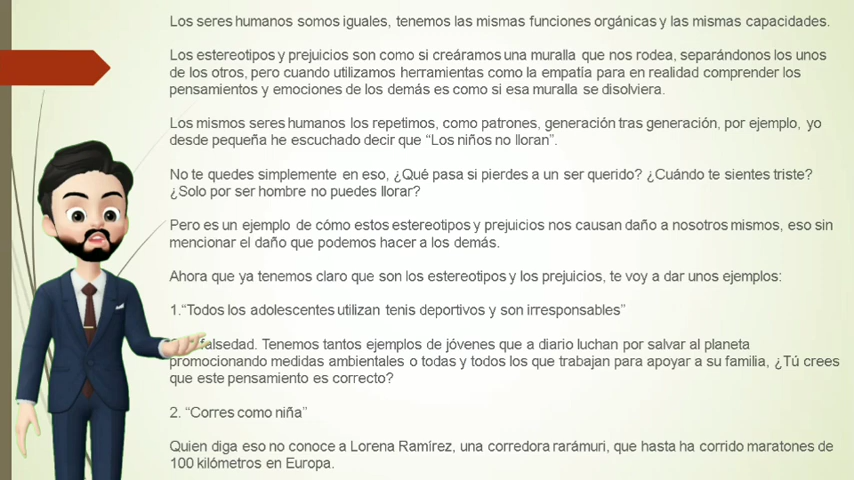 Los seres humanos somos iguales, tenemos las mismas funciones orgánicas y las mismas capacidades.
Los estereotipos y prejuicios son como si creáramos una muralla que nos rodea, separándonos los unos
de los otros, pero cuando utilizamos herramientas como la empatía para en realidad comprender los
pensamientos y emociones de los demás es como si esa muralla se disolviera.
Los mismos seres humanos los repetimos, como patrones, generación tras generación, por ejemplo, yo
desde pequeña he escuchado decir que “Los niños no lloran”.
No te quedes simplemente en eso, ¿Qué pasa si pierdes a un ser querido? ¿Cuándo te sientes triste?
¿Solo por ser hombre no puedes llorar?
Pero es un ejemplo de cómo estos estereotipos y prejuicios nos causan daño a nosotros mismos, eso sin
mencionar el daño que podemos hacer a los demás.
Ahora que ya tenemos claro que son los estereotipos y los prejuicios, te voy a dar unos ejemplos:
1.“Todos los adolescentes utilizan tenis deportivos y son irresponsables”
falsedad. Tenemos tantos ejemplos de jóvenes que a diario luchan por salvar al planeta
promocionando medidas ambientales o todas y todos los que trabajan para apoyar a su familia, ¿Tú crees
que este pensamiento es correcto?
2. “Corres como niña”
Quien diga eso no conoce a Lorena Ramírez, una corredora rarámuri, que hasta ha corrido maratones de
100 kilómetros en Europa.